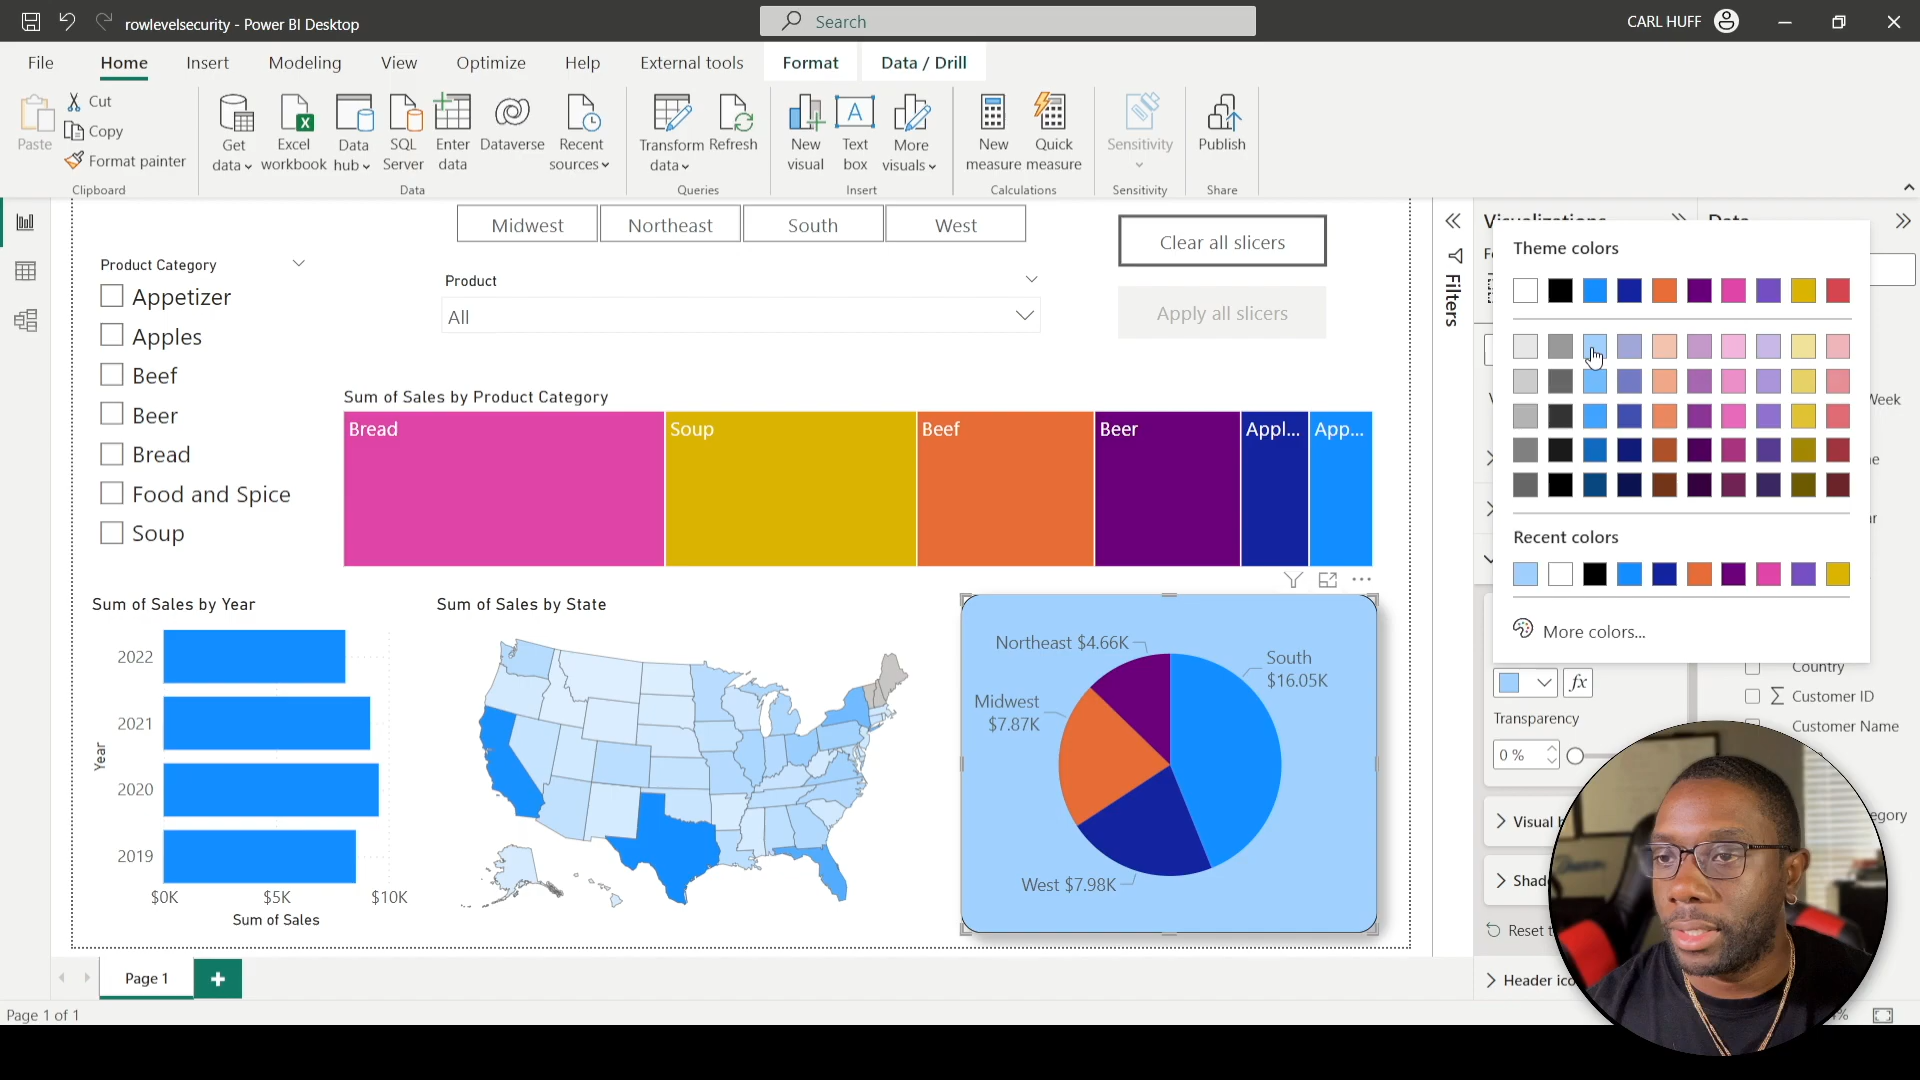 rowlevelsecurity - Power BI Desktop
Search
CARL HUFF
File
Home
Insert
Modeling
View
Optimize
Help
External tools
Format
Data / Drill
Paste
Cut
Copy
Format painter
Clipboard
Get data
Excel workbook
Data hub
SQL Server
Enter data
Dataverse
Recent sources
Data
Transform data
Refresh
Queries
New visual
Text box
More visuals
Insert
New measure
Quick measure
Calculations
Sensitivity
Sensitivity
Publish
Share
Midwest
Northeast
South
West
Clear all slicers
Apply all slicers
Product Category
Appetizer
Apples
Beef
Beer
Bread
Food and Spice
Soup
Product
All
Sum of Sales by Product Category
Bread
Soup
Beef
Beer
Appl...
App...
Sum of Sales by Year
2022
2021
2020
2019
Year
$0K
$5K
$10K
Sum of Sales
Sum of Sales by State
Northeast $4.66K
South
$16.05K
Midwest
$7.87K
West $7.98K
Filters
Theme colors
Recent colors
More colors...
fx
Transparency
0 %
Visual
Shad
Reset
Header ico
Week
Country
Customer ID
Customer Name
Page 1
Page 1 of 1